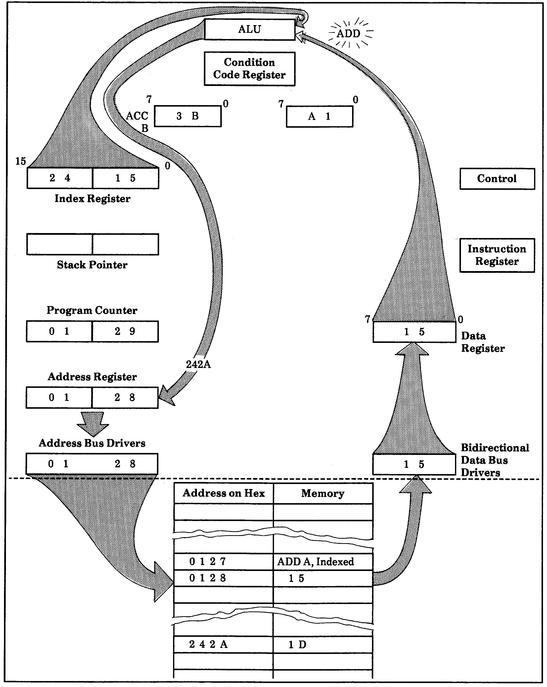 ALU
ADD
Condition
Code Register
7
0
7
0
ACC
B
3 B
A 1
15
0
2 4
1 5
Index Register
Control
Stack Pointer
Instruction
Register
Program Counter
0 1
2 9
7
0
1 5
Data
Register
242A
Address Register
0 1
2 8
Address Bus Drivers
0 1
2 8
1 5
Bidirectional
Data Bus
Drivers
Address on Hex
Memory
0 1 2 7
ADD A, Indexed
0 1 2 8
1 5
2 4 2 A
1 D